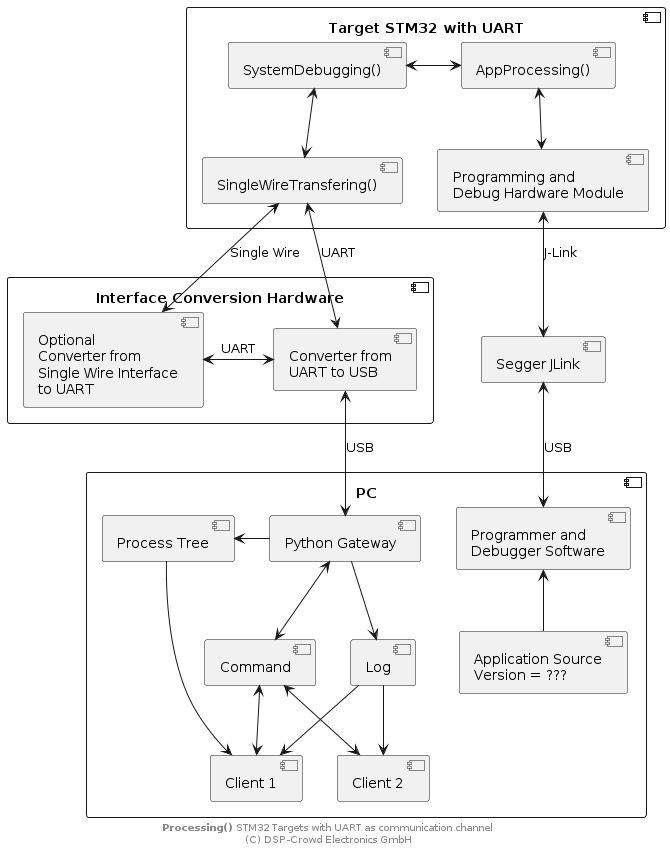 Target STM32 with UART
SystemDebugging()
AppProcessing()
SingleWireTransfering()
Programming and
Debug Hardware Module
Single Wire
UART
J-Link
Interface Conversion Hardware
Optional
Converter from
Single Wire Interface
to UART
UART
Converter from
UART to USB
Segger JLink
USB
USB
PC
Process Tree
Python Gateway
Programmer and
Debugger Software
Command
Log
Application Source
Version = ???
Client 1
Client 2
Processing() STM32 Targets with UART as communication channel
(C) DSP-Crowd Electronics GmbH